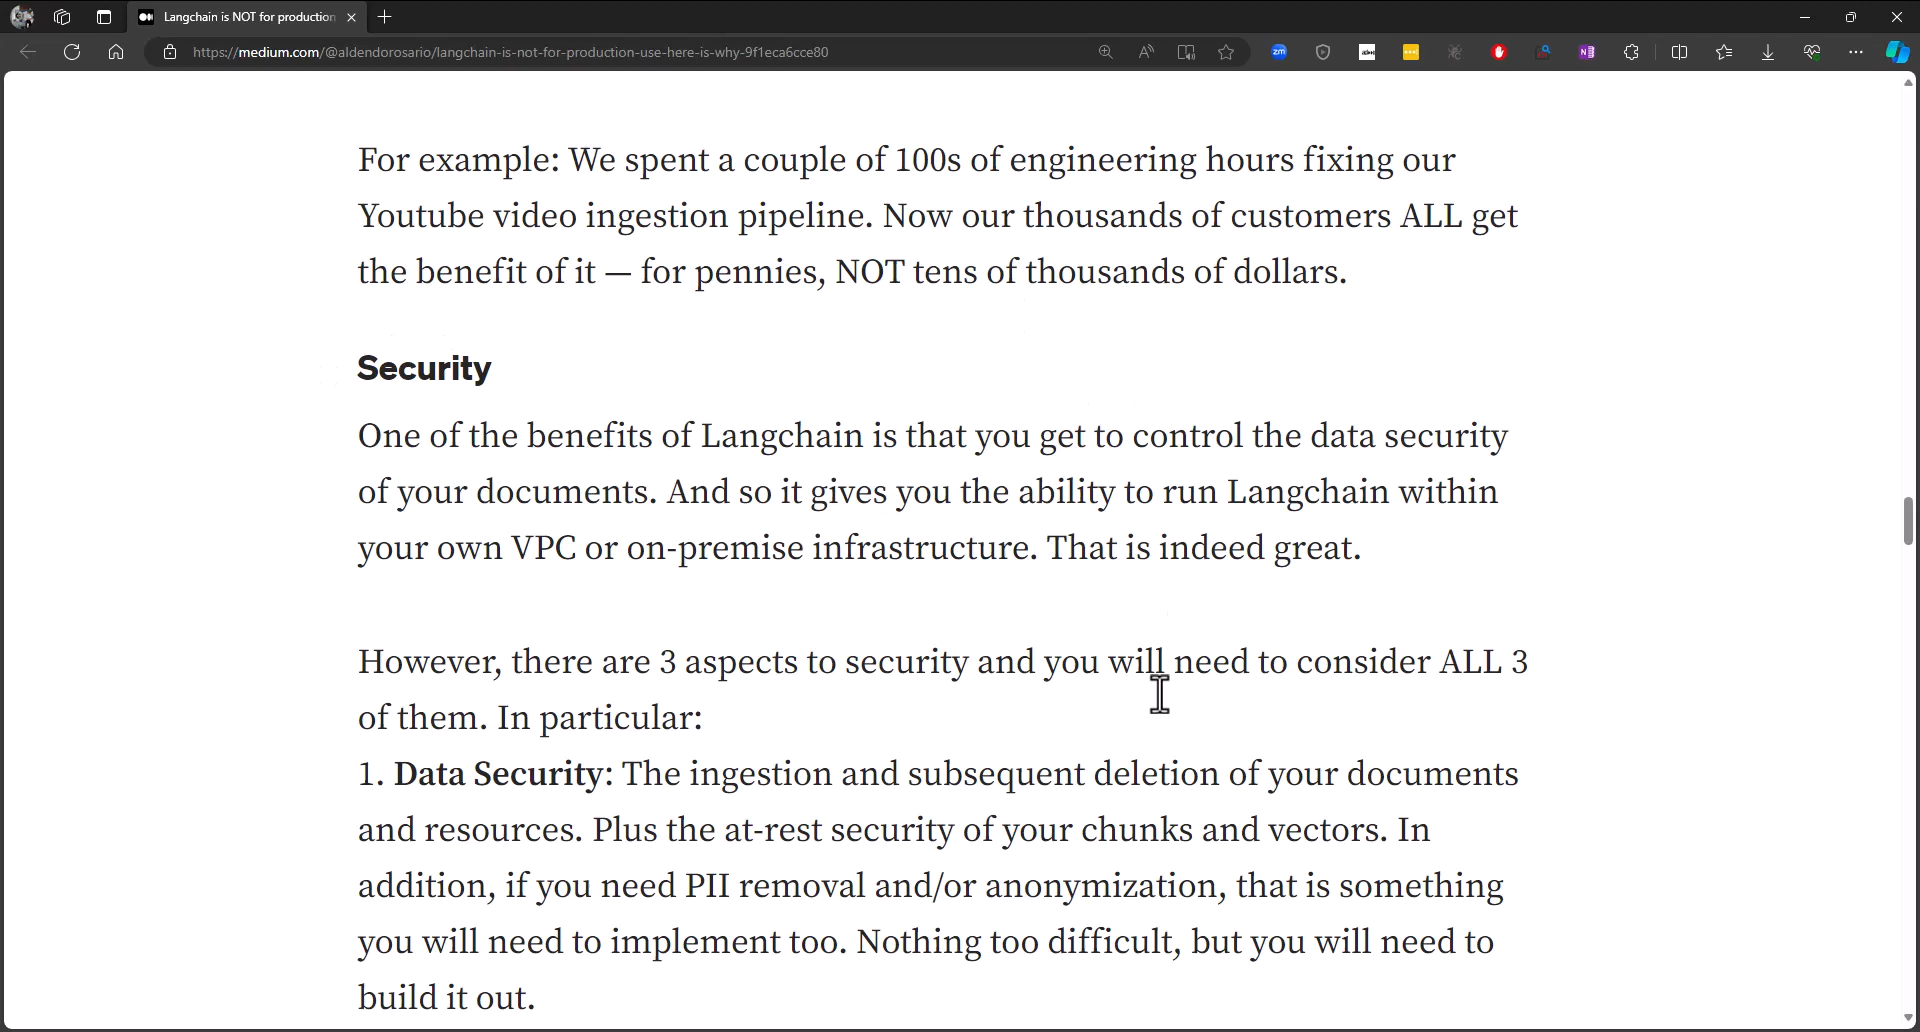 Langchain is NOT for production
https://medium.com/@aldendorosario/langchain-is-not-for-production-use-here-is-why-9f1eca6cce80
For example: We spent a couple of 100s of engineering hours fixing our
Youtube video ingestion pipeline. Now our thousands of customers ALL get
the benefit of it — for pennies, NOT tens of thousands of dollars.
Security
One of the benefits of Langchain is that you get to control the data security
of your documents. And so it gives you the ability to run Langchain within
your own VPC or on-premise infrastructure. That is indeed great.
However, there are 3 aspects to security and you will need to consider ALL 3
of them. In particular:
1. Data Security: The ingestion and subsequent deletion of your documents
and resources. Plus the at-rest security of your chunks and vectors. In
addition, if you need PII removal and/or anonymization, that is something
you will need to implement too. Nothing too difficult, but you will need to
build it out.